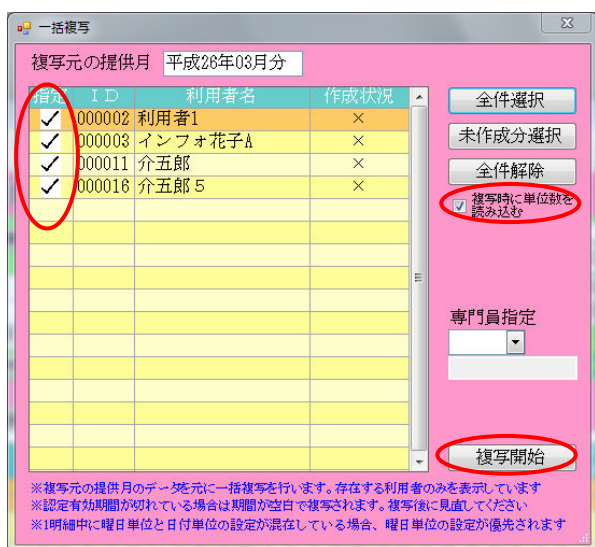 一括複写
複写元の提供月 平成26年03月分
指定 ID 利用者名 作成状況
✓ 000002 利用者1 ×
✓ 000003 インフォ花子A ×
✓ 000011 介五郎 ×
✓ 000016 介五郎5 ×
全件選択
未作成分選択
全件解除
複写時に単位数を
読み込む
専門員指定
複写開始
※複写元の提供月のデータを元に一括複写を行います。存在する利用者のみを表示しています
※認定有効期間が切れている場合は期間が空白で複写されます。複写後に見直してください
※1明細中に曜日単位と日付単位の設定が混在している場合、曜日単位の設定が優先されます